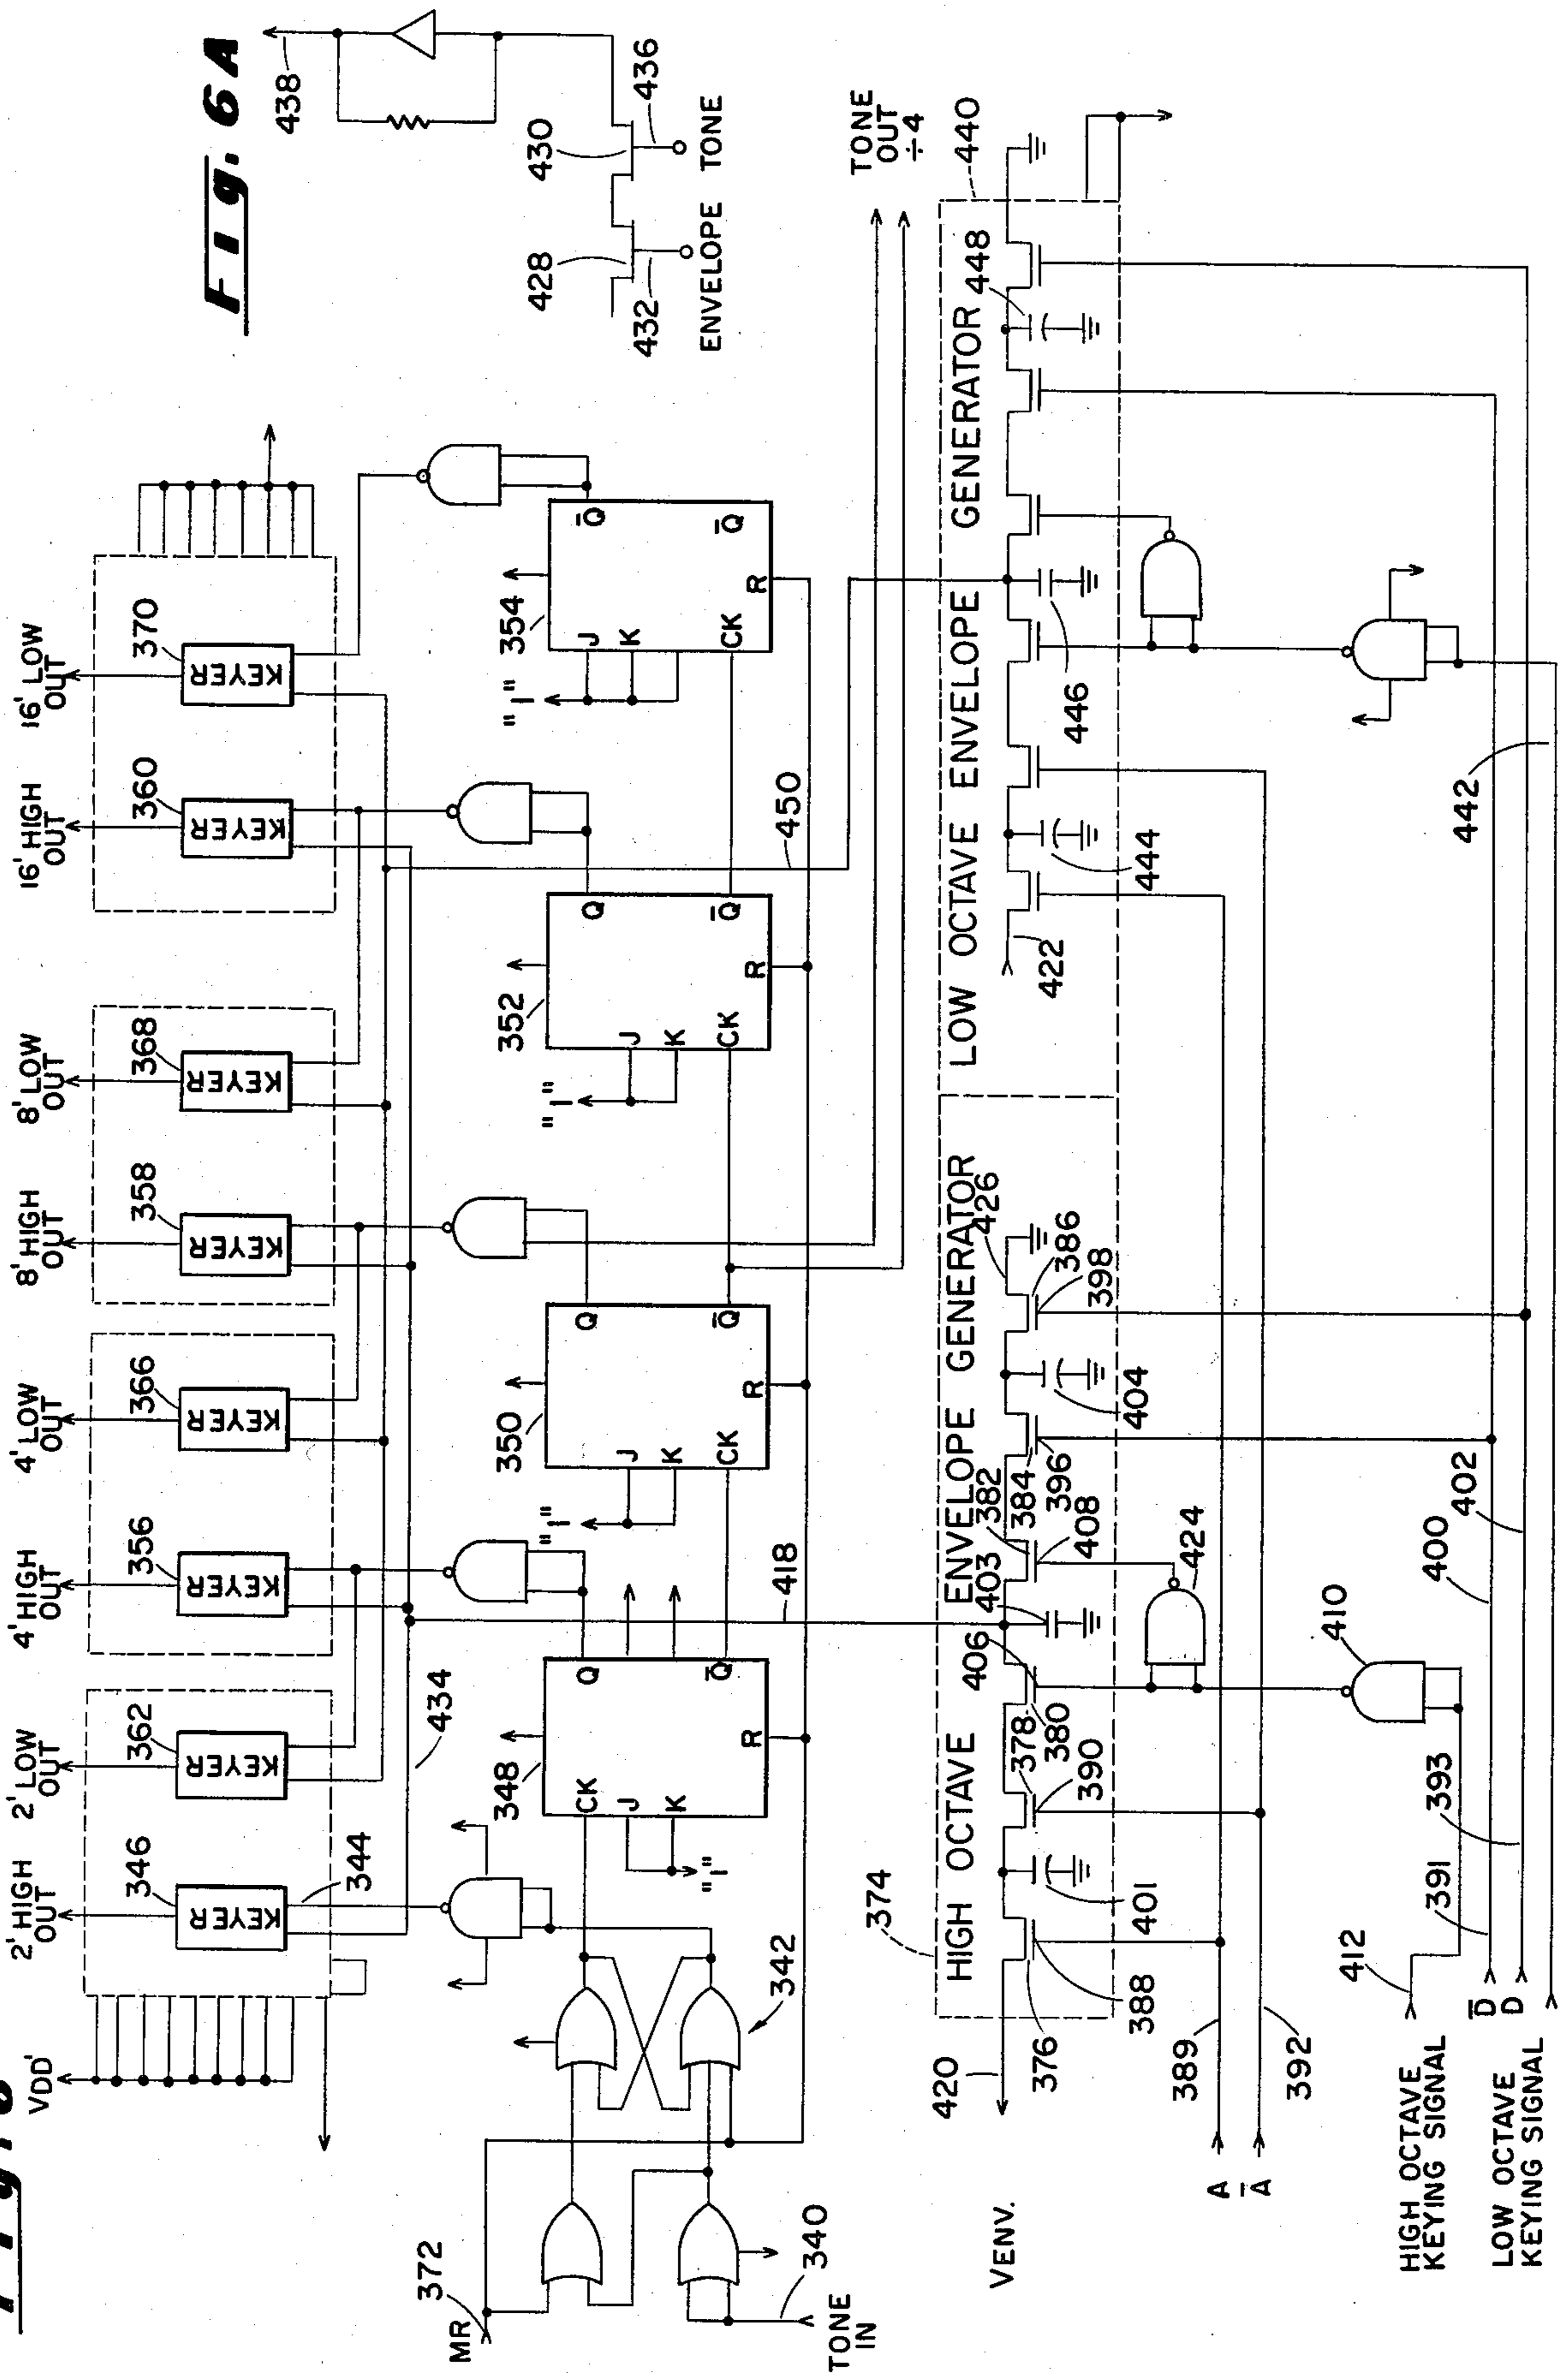 Fig. 6A
438
430
436
428
432
ENVELOPE TONE
VDD'
2' HIGH
OUT
2' LOW
OUT
4' HIGH
OUT
4' LOW
OUT
8' HIGH
OUT
8' LOW
OUT
16' HIGH
OUT
16' LOW
OUT
346
362
356
366
358
368
360
370
KEYER
KEYER
KEYER
KEYER
KEYER
KEYER
KEYER
KEYER
344
434
372
MR
340
TONE
IN
342
348
CK
J
K
Q
Q̅
R
"1"
350
J
K
CK
Q
Q̅
R
"1"
352
J
K
CK
Q
Q̅
R
"1"
354
J
K
CK
Q̅
Q̅
R
"1"
418
450
TONE
OUT
÷4
374
HIGH OCTAVE ENVELOPE GENERATOR
LOW OCTAVE ENVELOPE GENERATOR
440
VENV.
420
376
388
401
378
390
380
406
403
382
408
384
396
404
426
386
398
422
444
446
448
424
410
A
389
A̅
392
HIGH OCTAVE
KEYING SIGNAL
412
D̅
391
D
393
400
402
LOW OCTAVE
KEYING SIGNAL
442